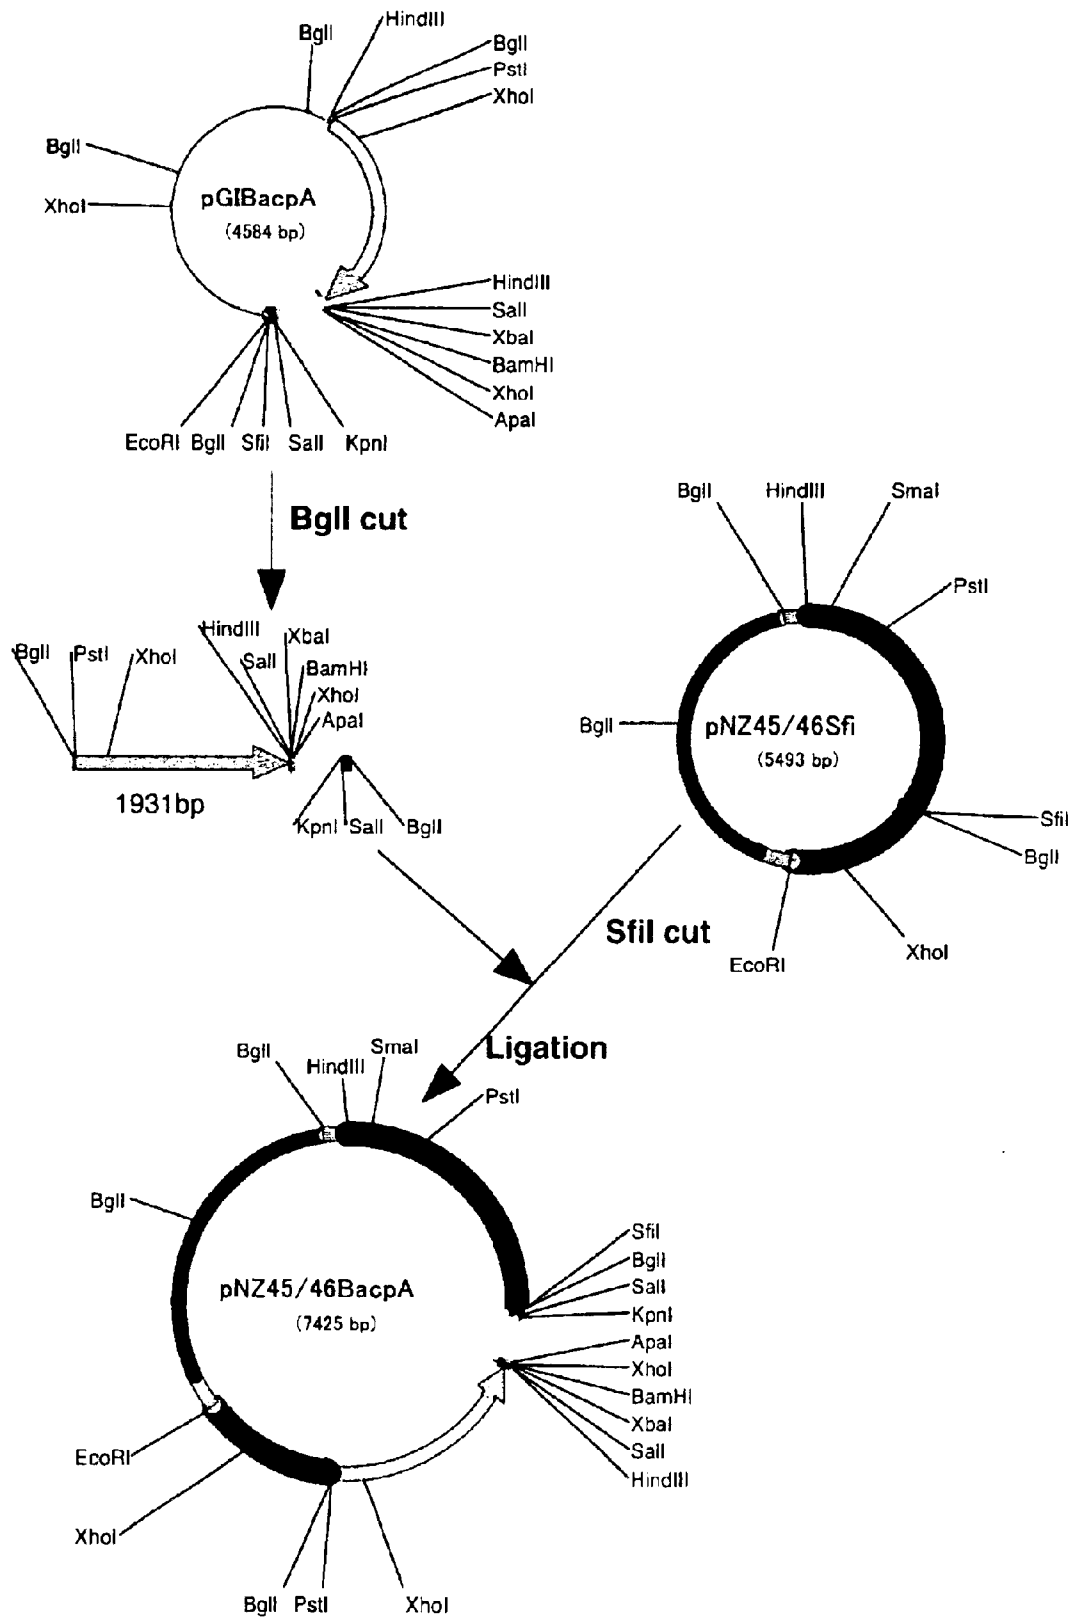 BglI
HindIII
BglI
PstI
XhoI
BglI
XhoI
pGIBacpA
(4584 bp)
HindIII
SalI
XbaI
BamHI
XhoI
ApaI
EcoRI BglI SfiI SalI KpnI
BglI cut
BglI HindIII SmaI
PstI
HindIII XbaI
BglI PstI XhoI SalI BamHI
XhoI
ApaI
1931bp
KpnI SalI BglI
BglI
pNZ45/46Sfi
(5493 bp)
SfiI
BglI
XhoI
EcoRI
SfiI cut
Ligation
BglI HindIII SmaI
PstI
BglI
pNZ45/46BacpA
(7425 bp)
SfiI
BglI
SalI
KpnI
ApaI
XhoI
BamHI
XbaI
SalI
HindIII
EcoRI
XhoI
BglI PstI XhoI